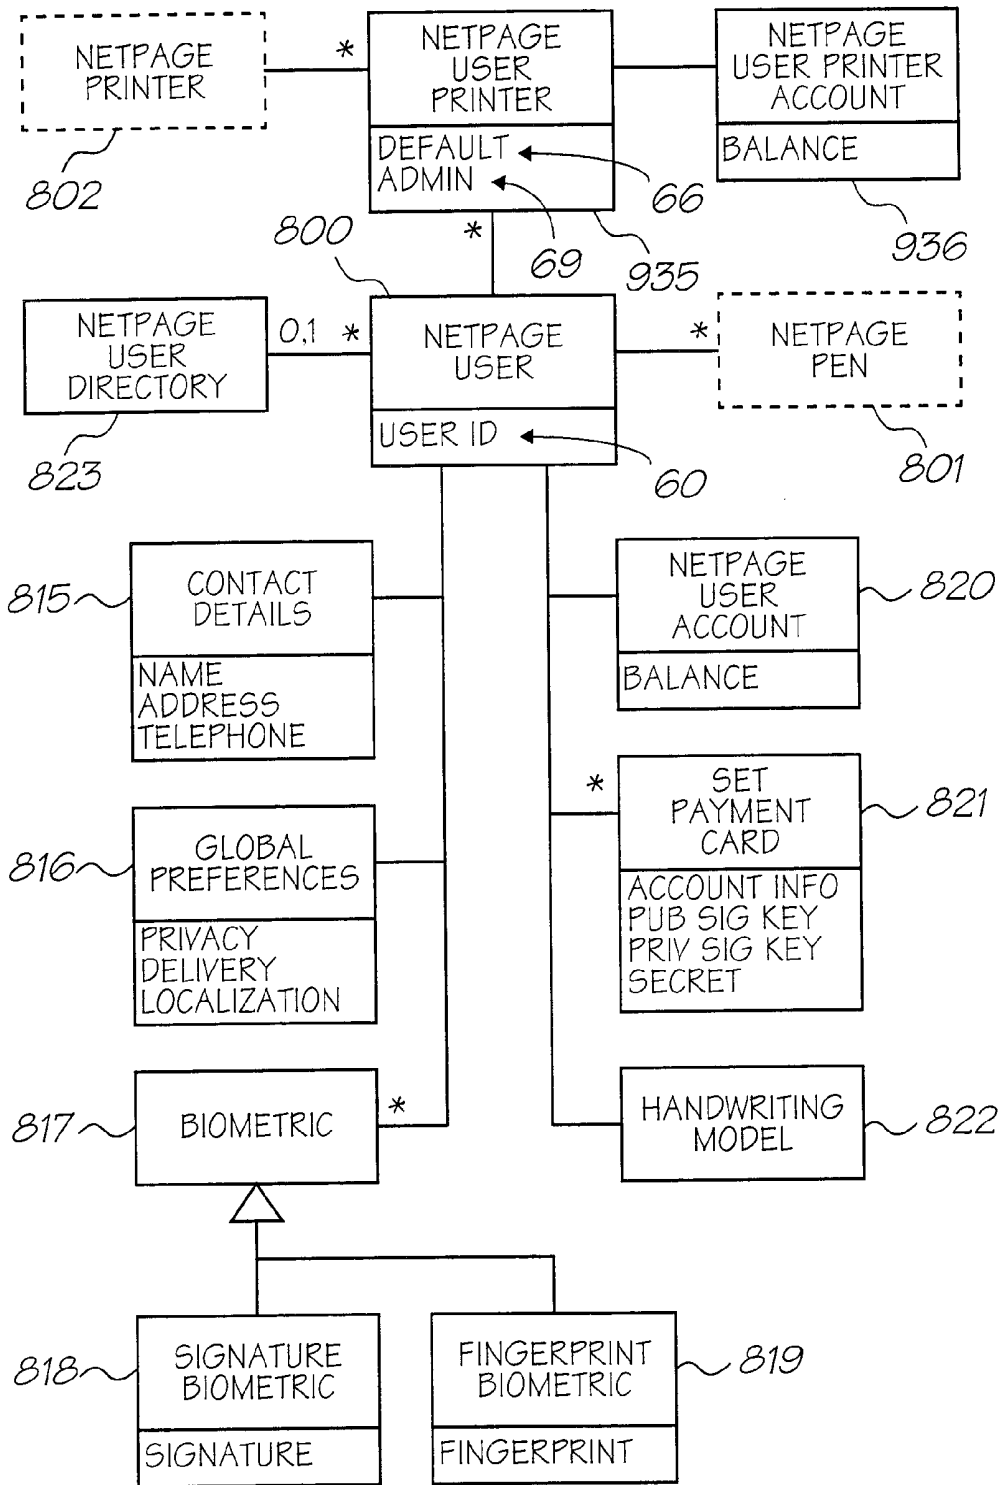 NETPAGE
PRINTER
802
*
NETPAGE
USER
PRINTER
DEFAULT
ADMIN
66
69
935
NETPAGE
USER PRINTER
ACCOUNT
BALANCE
936
*
800
NETPAGE
USER
DIRECTORY
823
0,1
*
NETPAGE
USER
USER ID
60
*
NETPAGE
PEN
801
815
CONTACT
DETAILS
NAME
ADDRESS
TELEPHONE
NETPAGE
USER
ACCOUNT
BALANCE
820
816
GLOBAL
PREFERENCES
PRIVACY
DELIVERY
LOCALIZATION
*
SET
PAYMENT
CARD
ACCOUNT INFO
PUB SIG KEY
PRIV SIG KEY
SECRET
821
817
BIOMETRIC
*
HANDWRITING
MODEL
822
818
SIGNATURE
BIOMETRIC
SIGNATURE
FINGERPRINT
BIOMETRIC
FINGERPRINT
819